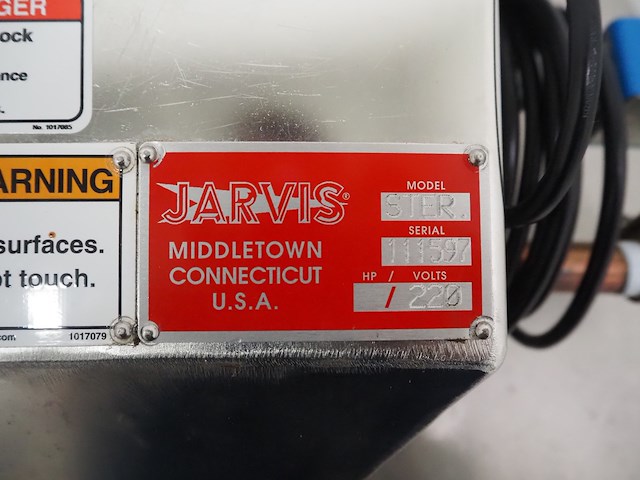 GER
ock
nce
s.
No. 1017085
ARNING
surfaces.
ot touch.
com. 1017079
JARVIS®
MIDDLETOWN
CONNECTICUT
U.S.A.
MODEL
STER.
SERIAL
111597
HP / VOLTS
/ 220